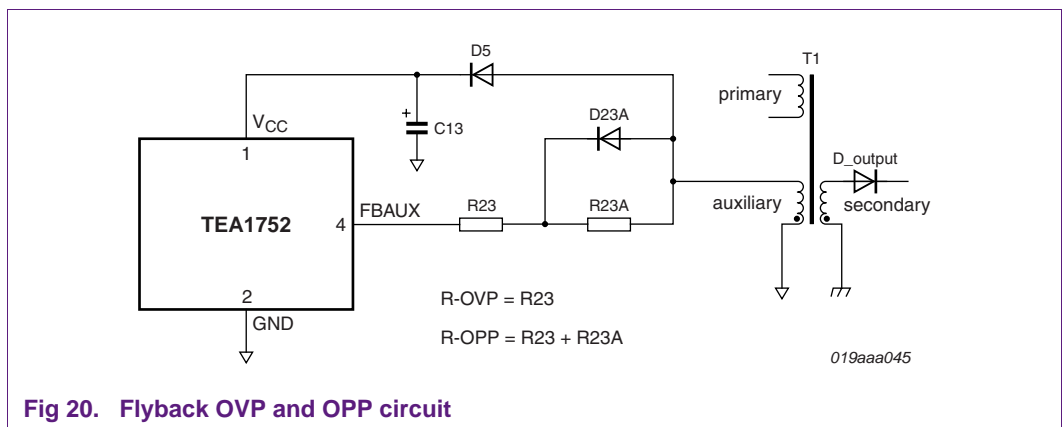 D5
T1
primary
VCC
+
C13
D23A
1
D_output
FBAUX
R23
R23A
auxiliary
secondary
TEA1752
4
2
R-OVP = R23
GND
R-OPP = R23 + R23A
019aaa045
Fig 20. Flyback OVP and OPP circuit